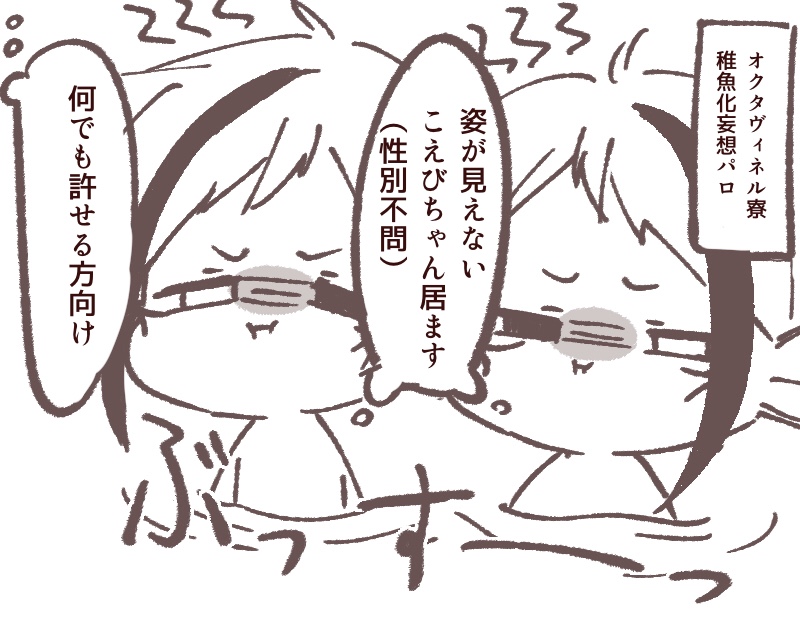 オクタヴィネル寮
稚魚化妄想パロ
姿が見えない
こえびちゃん居ます
(性別不問)
何でも許せる方向け
ぶっすーっ